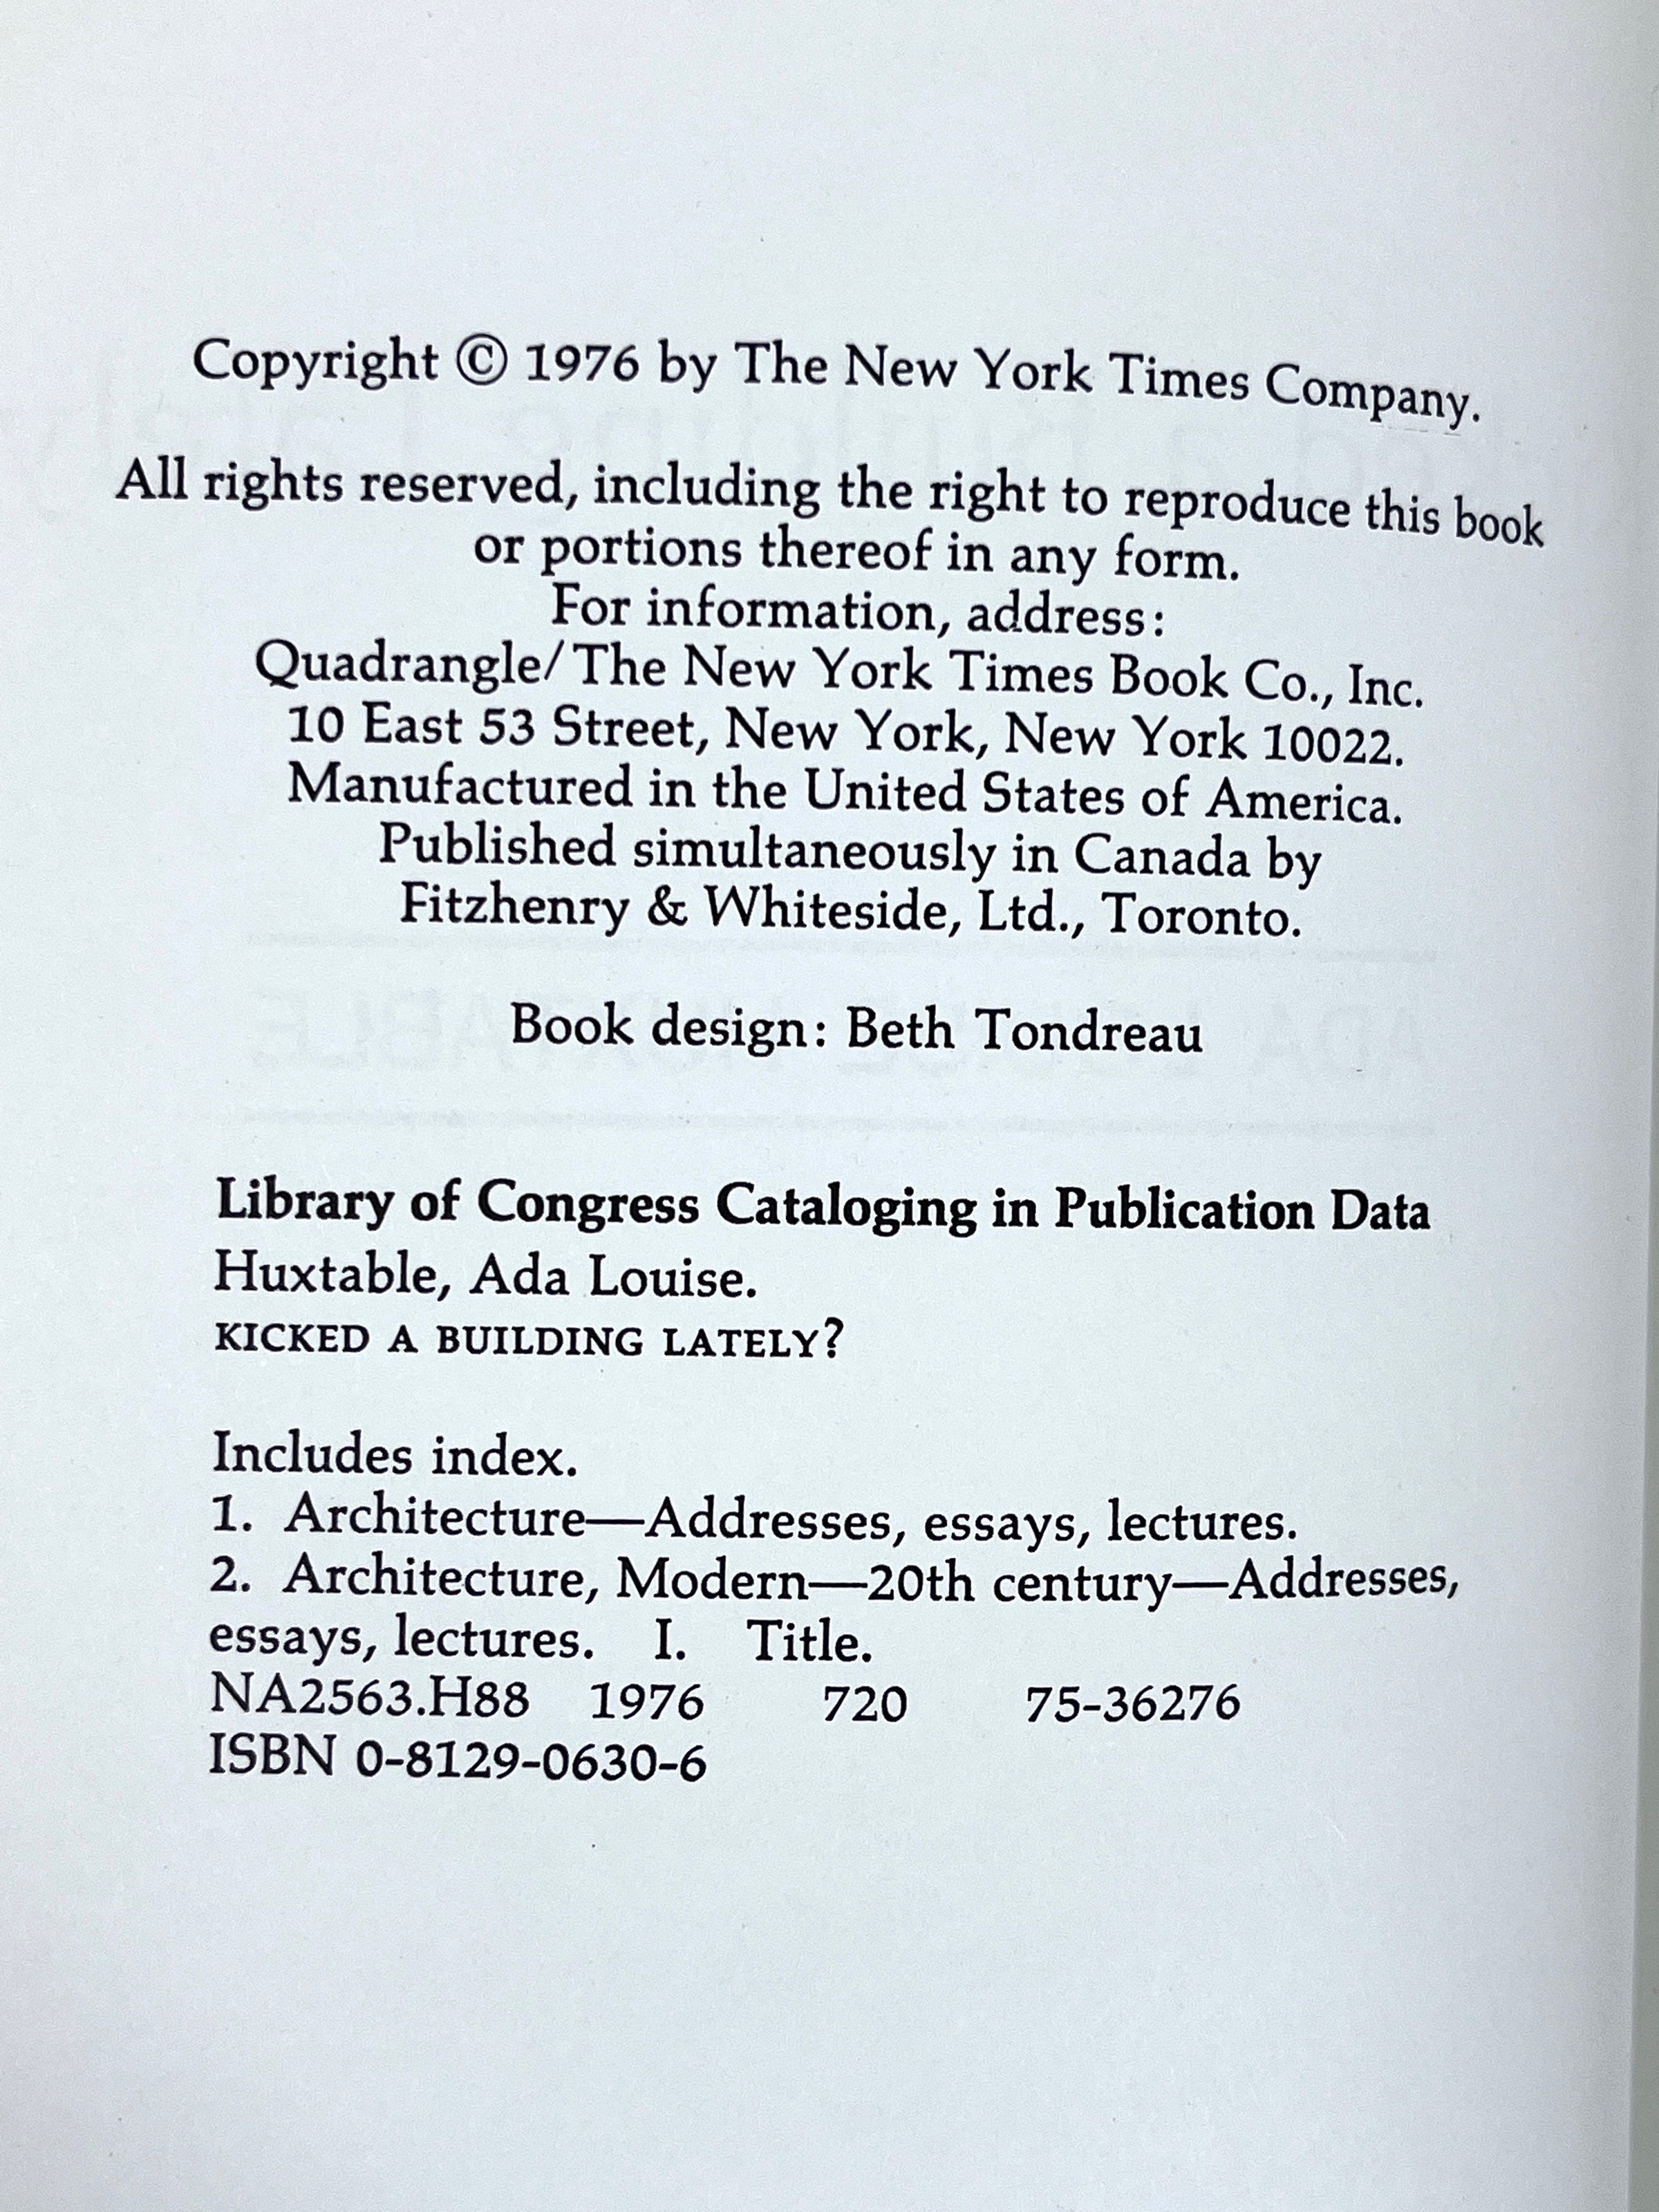 Copyright © 1976 by The New York Times Company.
All rights reserved, including the right to reproduce this book
or portions thereof in any form.
For information, address:
Quadrangle/The New York Times Book Co., Inc.
10 East 53 Street, New York, New York 10022.
Manufactured in the United States of America.
Published simultaneously in Canada by
Fitzhenry & Whiteside, Ltd., Toronto.
Book design: Beth Tondreau
Library of Congress Cataloging in Publication Data
Huxtable, Ada Louise.
KICKED A BUILDING LATELY?
Includes index.
1. Architecture—Addresses, essays, lectures.
2. Architecture, Modern—20th century—Addresses,
essays, lectures. I. Title.
NA2563.H88 1976 720 75-36276
ISBN 0-8129-0630-6